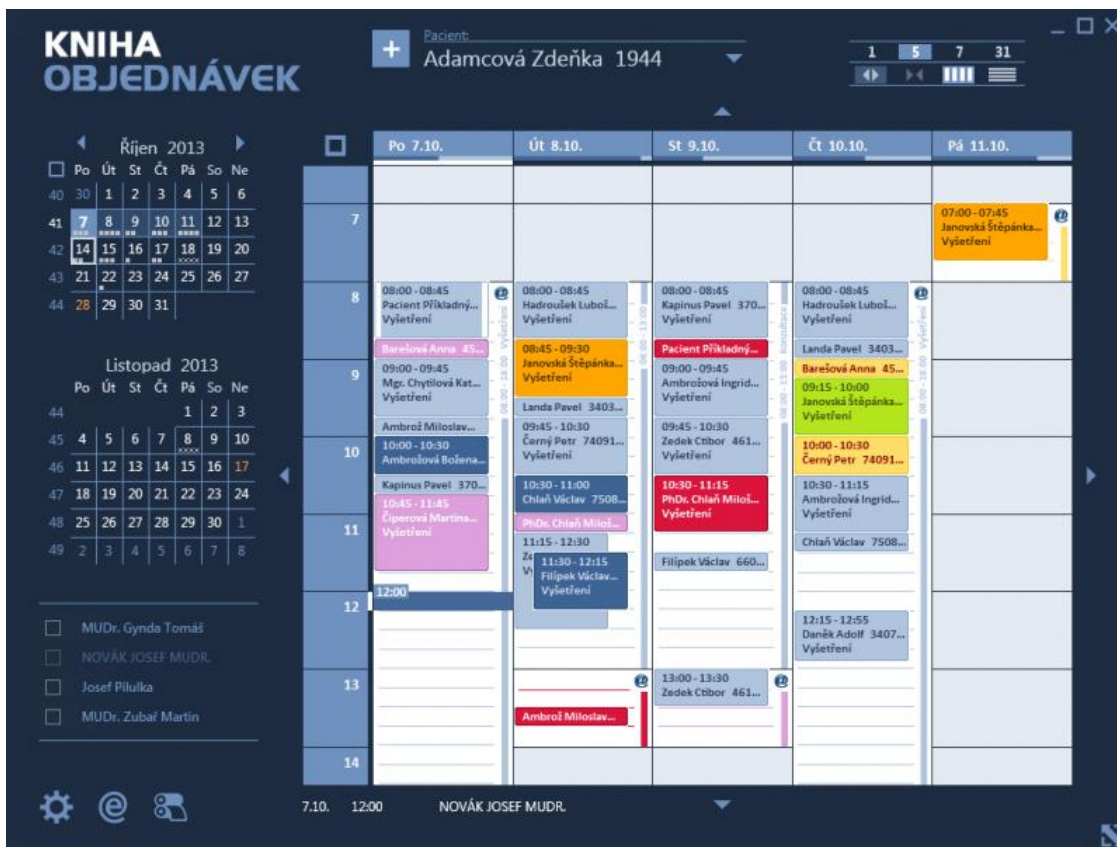 KNIHA
OBJEDNÁVEK
Pacient:
Adamcová Zdeňka 1944
1 5 7 31
Říjen 2013
Po Út St Čt Pá So Ne
40 30 1 2 3 4 5 6
41 7 8 9 10 11 12 13
42 14 15 16 17 18 19 20
43 21 22 23 24 25 26 27
44 28 29 30 31
Listopad 2013
Po Út St Čt Pá So Ne
44 1 2 3
45 4 5 6 7 8 9 10
46 11 12 13 14 15 16 17
47 18 19 20 21 22 23 24
48 25 26 27 28 29 30 1
49 2 3 4 5 6 7 8
MUDr. Gynda Tomáš
NOVÁK JOSEF MUDR.
Josef Pilulka
MUDr. Zubař Martin
Po 7.10. Út 8.10. St 9.10. Čt 10.10. Pá 11.10.
7
8
9
10
11
12
13
14
08:00 - 08:45
Pacient Příkladný...
Vyšetření
Barešová Anna 45...
09:00 - 09:45
Mgr. Chytilová Kat...
Vyšetření
Ambrož Miloslav...
10:00 - 10:30
Ambrožová Božena...
Kapinus Pavel 370...
10:45 - 11:45
Čiperová Martina...
Vyšetření
12:00
08:00 - 18:00 Vyšetření
08:00 - 08:45
Hadroušek Luboš...
Vyšetření
08:45 - 09:30
Janovská Štěpánka...
Vyšetření
Landa Pavel 3403...
09:45 - 10:30
Černý Petr 74091...
Vyšetření
10:30 - 11:00
Chlaň Václav 7508...
PhDr. Chlaň Miloš...
11:15 - 12:30
11:30 - 12:15
Filípek Václav...
Vyšetření
Ambrož Miloslav...
08:00 - 13:00
08:00 - 08:45
Kapinus Pavel 370...
Vyšetření
Pacient Příkladný...
09:00 - 09:45
Ambrožová Ingrid...
Vyšetření
09:45 - 10:30
Zedek Ctibor 461...
Vyšetření
10:30 - 11:15
PhDr. Chlaň Miloš...
Vyšetření
Filípek Václav 660...
13:00 - 13:30
Zedek Ctibor 461...
08:00 - 13:00 Konzultace
08:00 - 08:45
Hadroušek Luboš...
Vyšetření
Landa Pavel 3403...
Barešová Anna 45...
09:15 - 10:00
Janovská Štěpánka...
Vyšetření
10:00 - 10:30
Černý Petr 74091...
10:30 - 11:15
Ambrožová Ingrid...
Vyšetření
Chlaň Václav 7508...
12:15 - 12:55
Daněk Adolf 3407...
Vyšetření
Vyšetření
07:00 - 07:45
Janovská Štěpánka...
Vyšetření
7.10. 12:00 NOVÁK JOSEF MUDR.